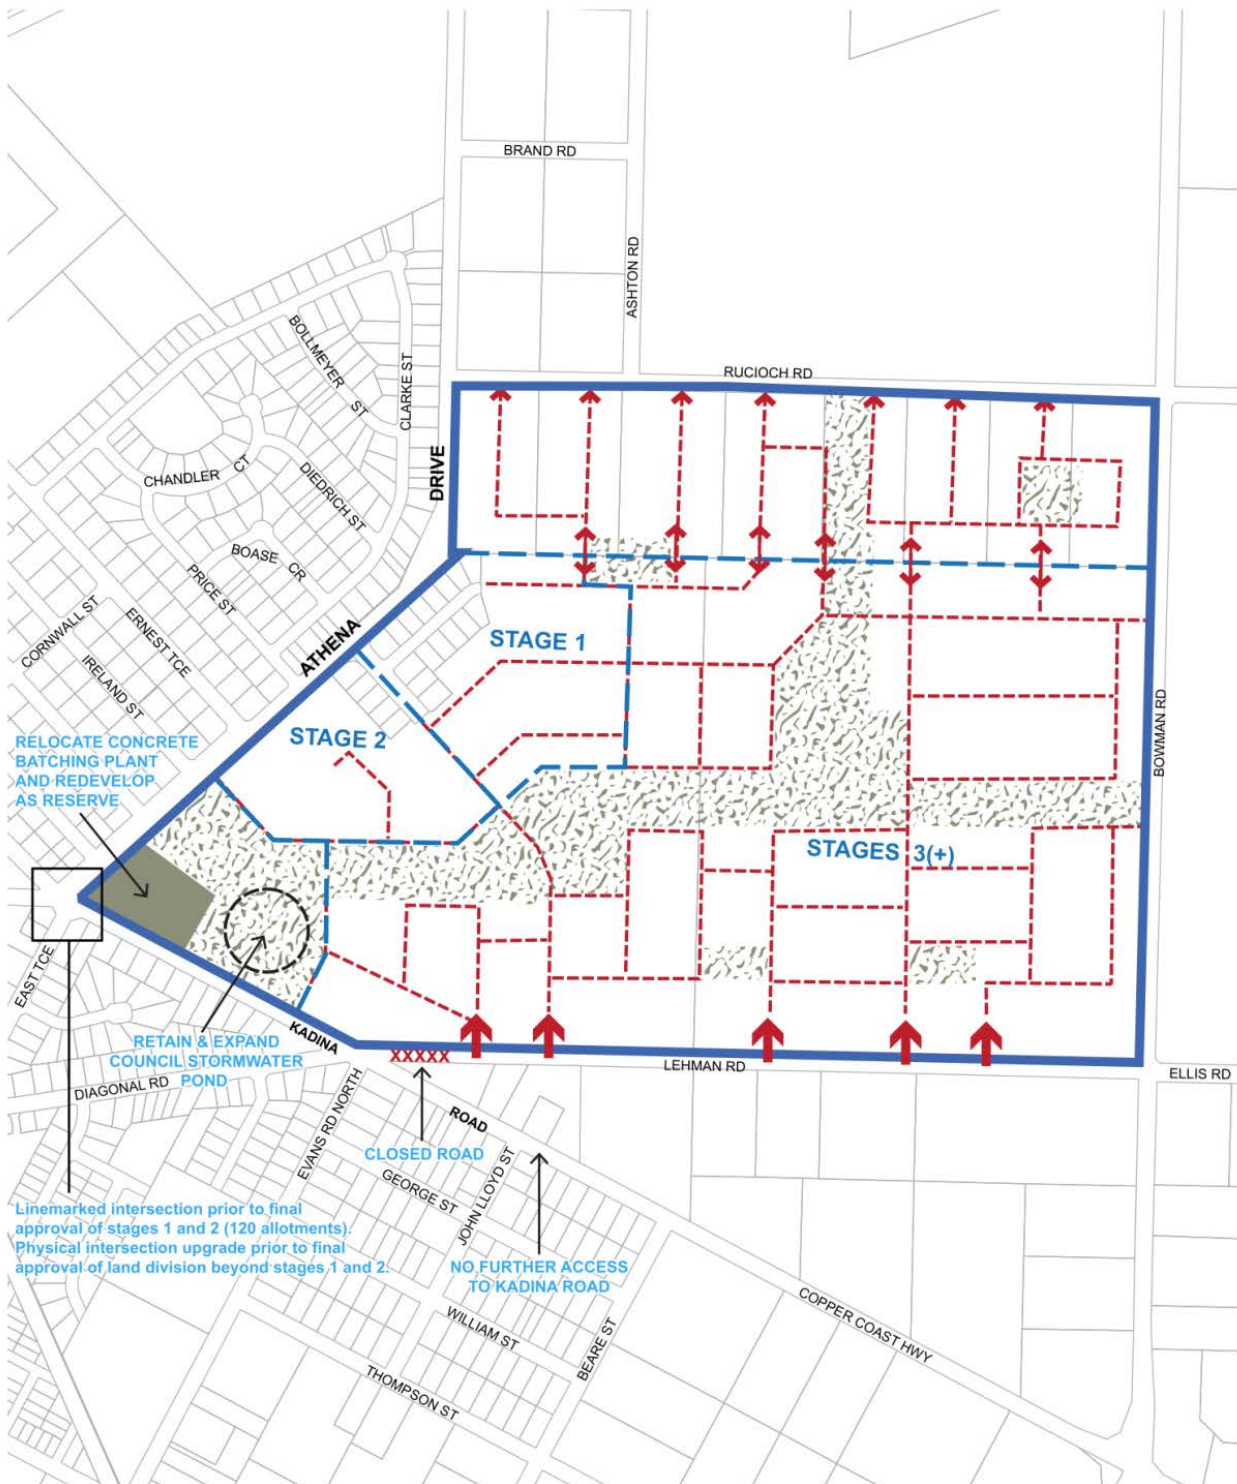 BRAND RD
ASHTON RD
RUCIOCH RD
BOLLMEYER ST
CLARKE ST
CHANDLER CT
DIEDRICH ST
DRIVE
BOASE CR
PRICE ST
CORNWALL ST
ERNEST TCE
IRELAND ST
ATHENA
STAGE 1
STAGE 2
BOWMAN RD
RELOCATE CONCRETE
BATCHING PLANT
AND REDEVELOP
AS RESERVE
STAGES 3(+)
EAST TCE
KADINA
RETAIN & EXPAND
COUNCIL STORMWATER
POND
XXXXX
LEHMAN RD
ELLIS RD
DIAGONAL RD
EVANS RD NORTH
ROAD
CLOSED ROAD
GEORGE ST
JOHN LLOYD ST
Linemarked intersection prior to final
approval of stages 1 and 2 (120 allotments).
Physical intersection upgrade prior to final
approval of land division beyond stages 1 and 2.
NO FURTHER ACCESS
TO KADINA ROAD
WILLIAM ST
BEARE ST
COPPER COAST HWY
THOMPSON ST